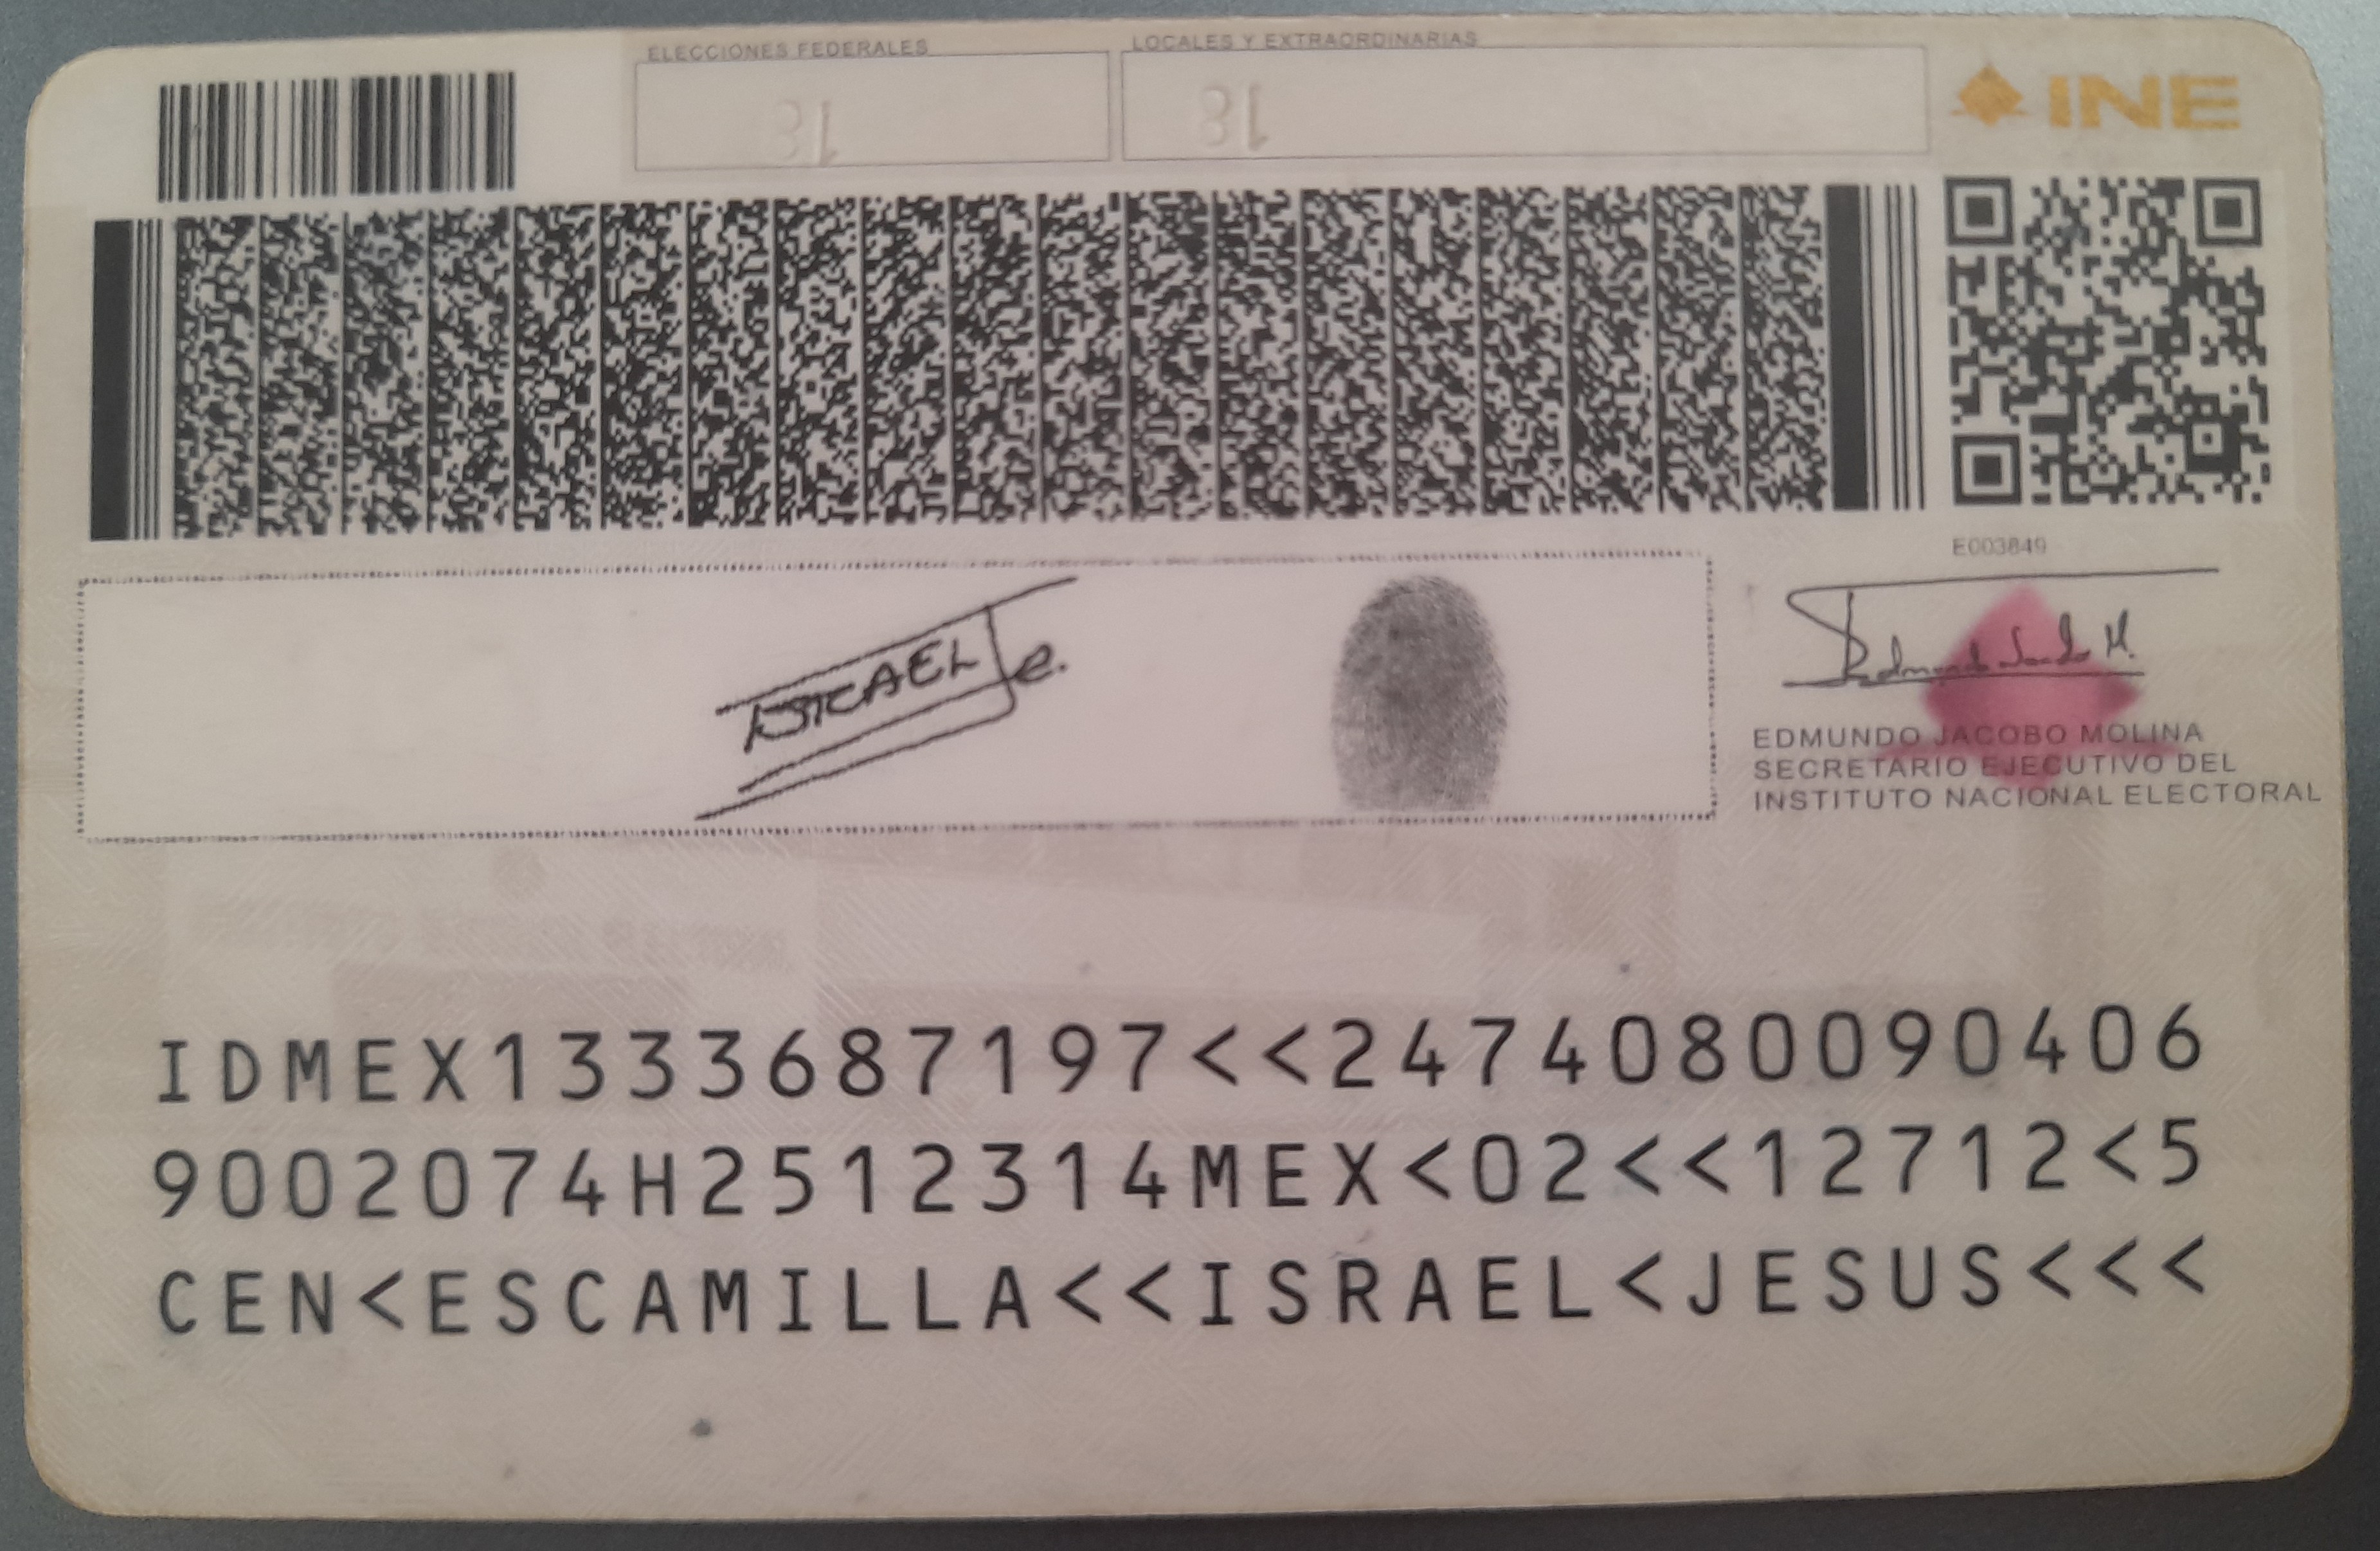 ELECCIONES FEDERALES
LOCALES Y EXTRAORDINARIAS
18
18
INE
E003849
ISRAEL e.
EDMUNDO JACOBO MOLINA
SECRETARIO EJECUTIVO DEL
INSTITUTO NACIONAL ELECTORAL
IDMEX1333687197<<2474080090406
9002074H2512314MEX<02<<12712<5
CEN<ESCAMILLA<<ISRAEL<JESUS<<<